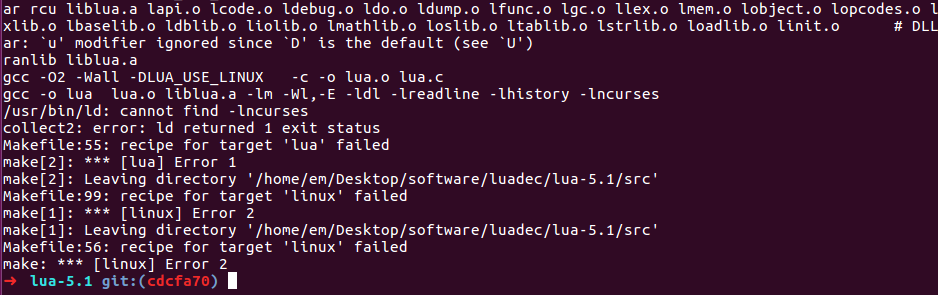 ar rcu liblua.a lapi.o lcode.o ldebug.o ldo.o ldump.o lfunc.o lgc.o llex.o lmem.o lobject.o lopcodes.o l
xlib.o lbaselib.o ldblib.o liolib.o lmathlib.o loslib.o ltablib.o lstrlib.o loadlib.o linit.o      # DLL
ar: `u' modifier ignored since `D' is the default (see `U')
ranlib liblua.a
gcc -O2 -Wall -DLUA_USE_LINUX   -c -o lua.o lua.c
gcc -o lua  lua.o liblua.a -lm -Wl,-E -ldl -lreadline -lhistory -lncurses
/usr/bin/ld: cannot find -lncurses
collect2: error: ld returned 1 exit status
Makefile:55: recipe for target 'lua' failed
make[2]: *** [lua] Error 1
make[2]: Leaving directory '/home/em/Desktop/software/luadec/lua-5.1/src'
Makefile:99: recipe for target 'linux' failed
make[1]: *** [linux] Error 2
make[1]: Leaving directory '/home/em/Desktop/software/luadec/lua-5.1/src'
Makefile:56: recipe for target 'linux' failed
make: *** [linux] Error 2
➜  lua-5.1 git:(cdcfa70)